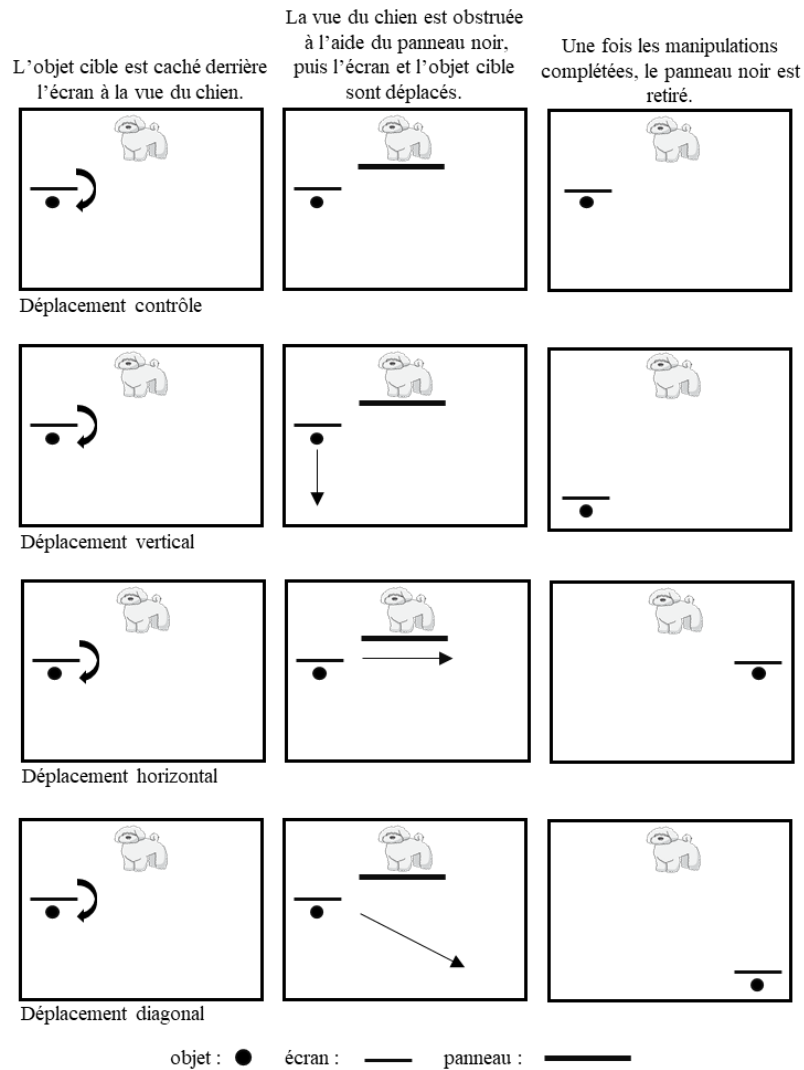 L'objet cible est caché derrière
l'écran à la vue du chien.
La vue du chien est obstruée
à l'aide du panneau noir,
puis l'écran et l'objet cible
sont déplacés.
Une fois les manipulations
complétées, le panneau noir est
retiré.
Déplacement contrôle
Déplacement vertical
Déplacement horizontal
Déplacement diagonal
objet : écran : panneau :